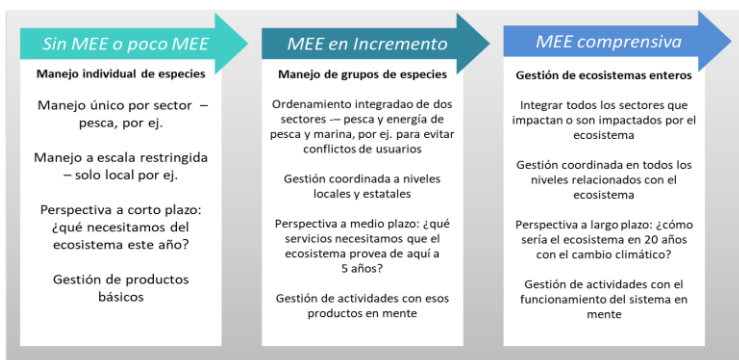 Sin MEE o poco MEE
Manejo individual de especies
Manejo único por sector –
pesca, por ej.
Manejo a escala restringida
– solo local por ej.
Perspectiva a corto plazo:
¿qué necesitamos del
ecosistema este año?
Gestión de productos
básicos
MEE en Incremento
Manejo de grupos de especies
Ordenamiento integradao de dos
sectores -– pesca y energía de
pesca y marina, por ej. para evitar
conflictos de usuarios
Gestión coordinada a niveles
locales y estatales
Perspectiva a medio plazo: ¿qué
servicios necesitamos que el
ecosistema provea de aquí a
5 años?
Gestión de actividades con esos
productos en mente
MEE comprensiva
Gestión de ecosistemas enteros
Integrar todos los sectores que
impactan o son impactados por el
ecosistema
Gestión coordinada en todos los
niveles relacionados con el
ecosistema
Perspectiva a largo plazo: ¿cómo
sería el ecosistema en 20 años
con el cambio climático?
Gestión de actividades con el
funcionamiento del sistema en
mente